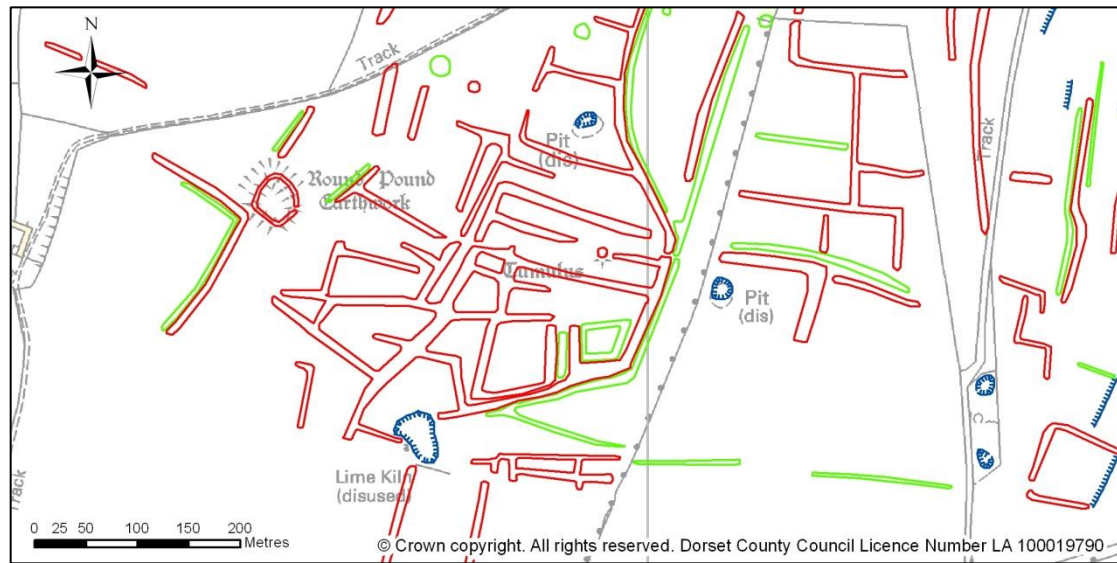 N
Track
Pit
(dis)
Round Pound
Earthwork
Track
Tumulus
Pit
(dis)
Track
Lime Kiln
(disused)
0 25 50 100 150 200
Metres
© Crown copyright. All rights reserved. Dorset County Council Licence Number LA 100019790